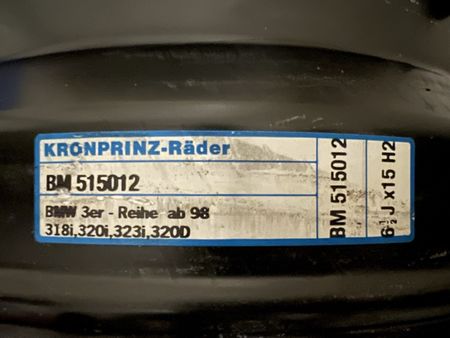 KRONPRINZ-Räder
BM 515012
BMW 3er - Reihe ab 98
318i,320i,323i,320D
BM 515012
6½ J x15 H2